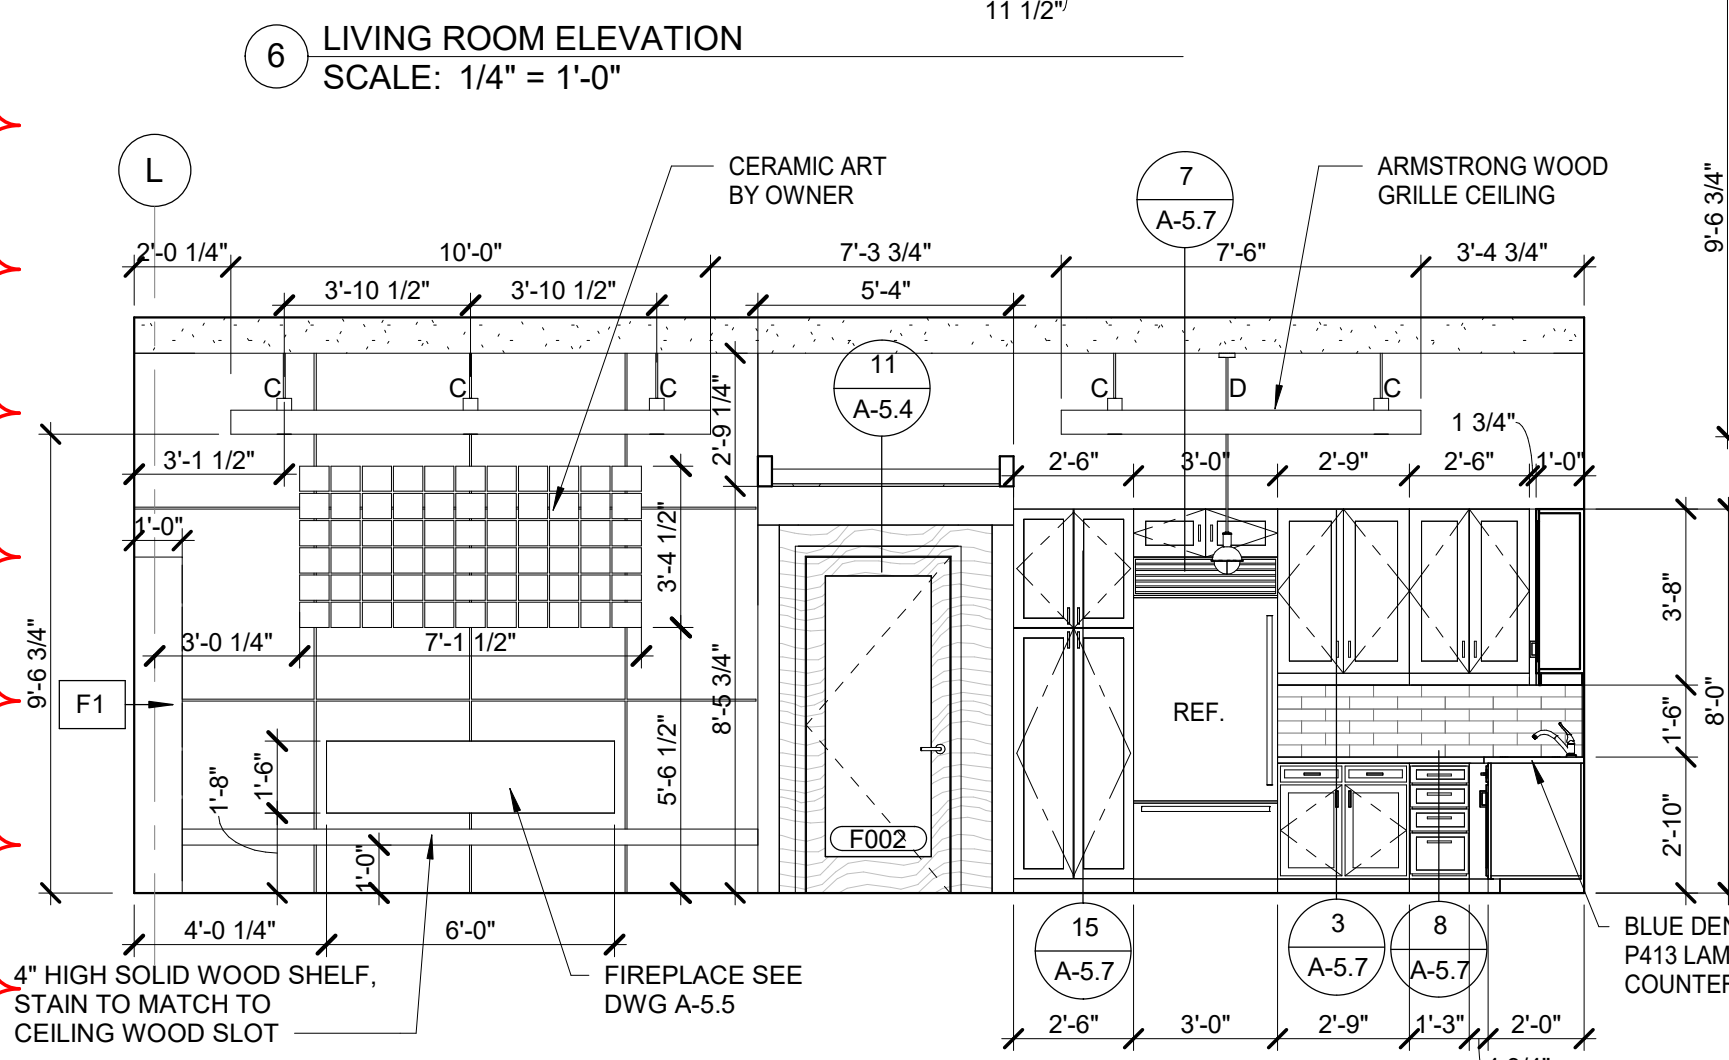 11 1/2"
6
LIVING ROOM ELEVATION
SCALE: 1/4" = 1'-0"
L
CERAMIC ART
BY OWNER
7
A-5.7
ARMSTRONG WOOD
GRILLE CEILING
9'-6 3/4"
2'-0 1/4"
10'-0"
7'-3 3/4"
7'-6"
3'-4 3/4"
3'-10 1/2"
3'-10 1/2"
5'-4"
11
A-5.4
C
C
C
C
D
C
2'-9 1/4"
1 3/4"
3'-1 1/2"
2'-6"
3'-0"
2'-9"
2'-6"
1'-0"
1'-0"
3'-4 1/2"
3'-8"
3'-0 1/4"
7'-1 1/2"
9'-6 3/4"
F1
8'-5 3/4"
REF.
1'-6"
8'-0"
1'-8"
1'-6"
5'-6 1/2"
F002
2'-10"
1'-0"
4'-0 1/4"
6'-0"
15
A-5.7
3
A-5.7
8
A-5.7
BLUE DEN
P413 LAM
COUNTER
4" HIGH SOLID WOOD SHELF,
STAIN TO MATCH TO
CEILING WOOD SLOT
FIREPLACE SEE
DWG A-5.5
2'-6"
3'-0"
2'-9"
1'-3"
2'-0"